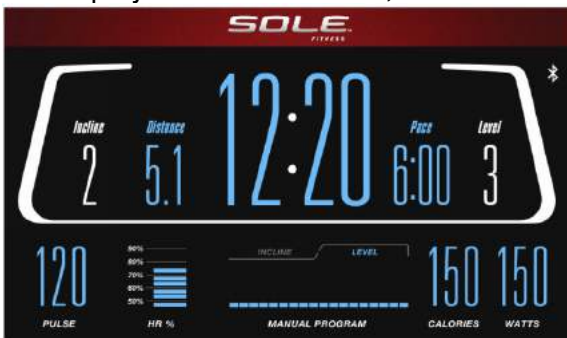 SOLE
FITNESS
12:20
Incline
Distance
Pace
Level
2
5.1
6:00
3
90%
80%
70%
60%
50%
INCLINE
LEVEL
120
150
150
PULSE
HR %
MANUAL PROGRAM
CALORIES
WATTS